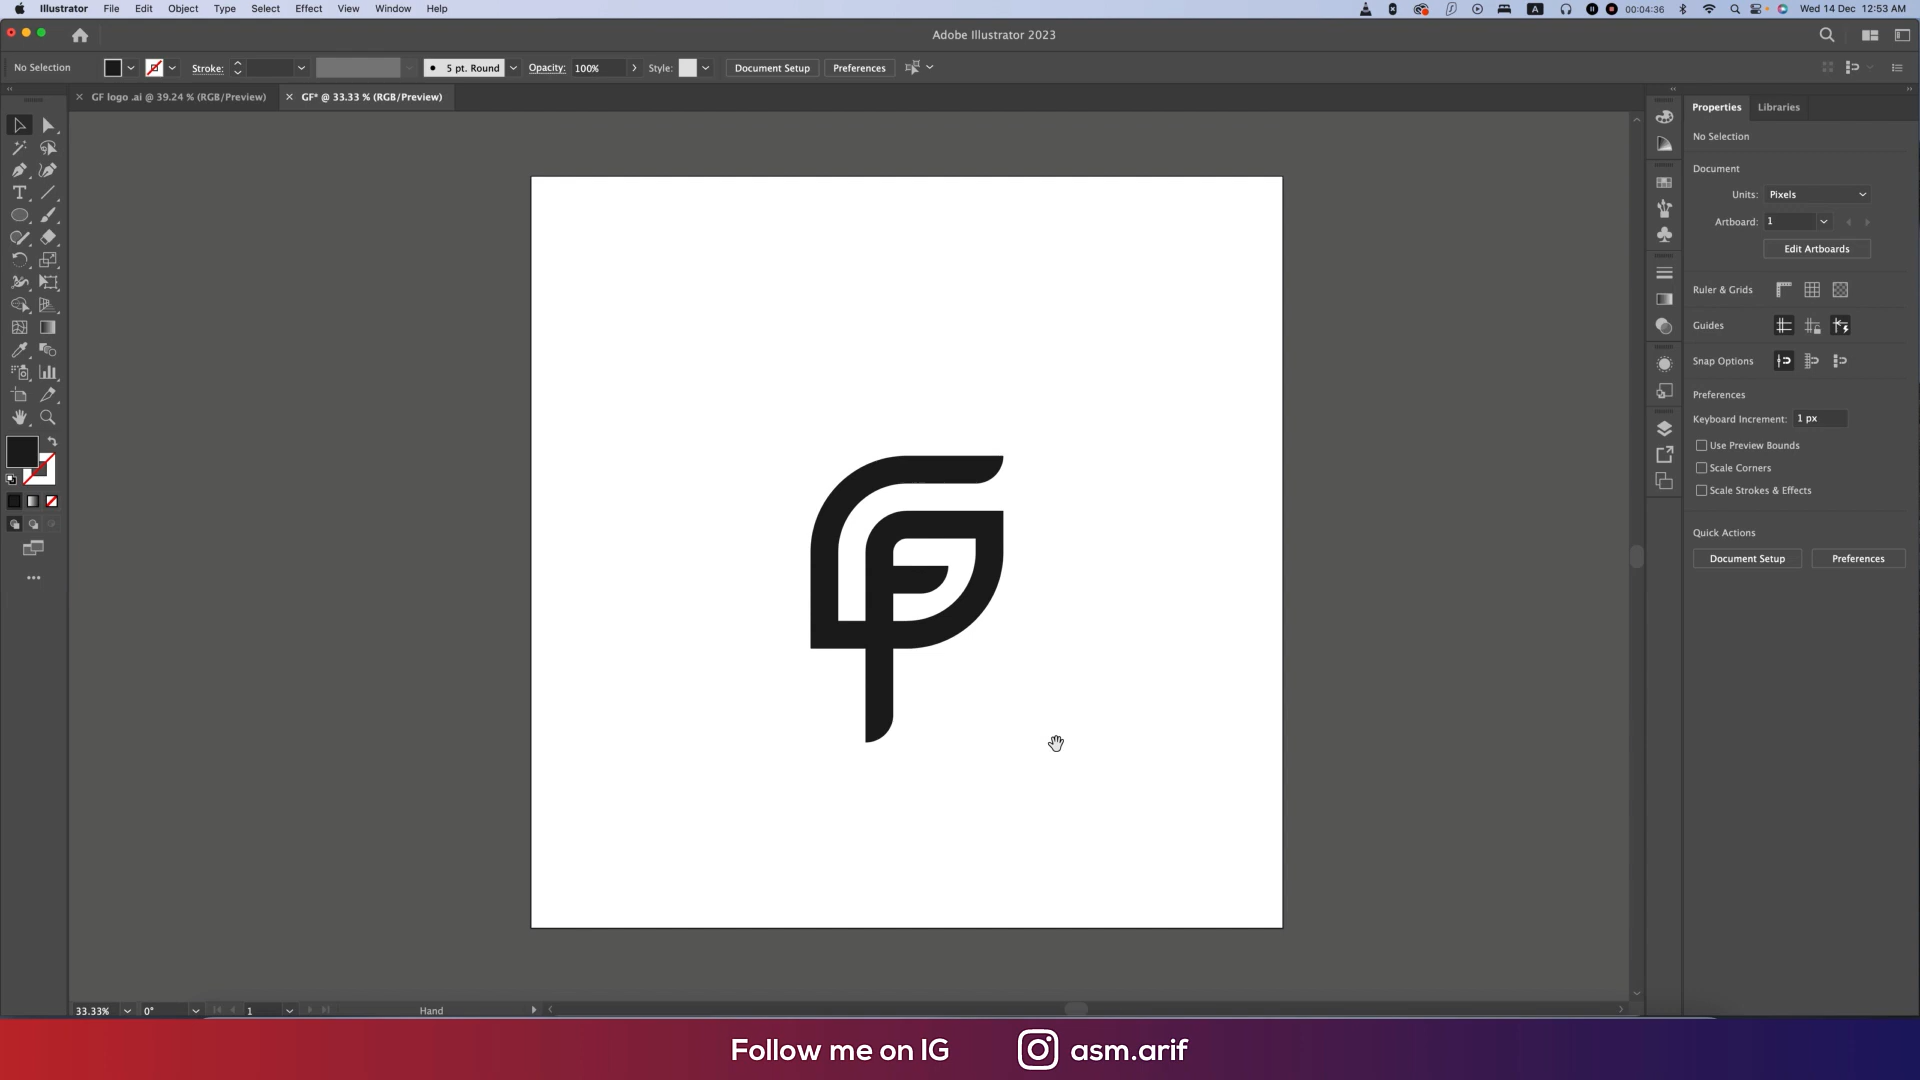 Illustrator File Edit Object Type Select Effect View Window Help
A 00:04:36 Wed 14 Dec 12:53 AM
Adobe Illustrator 2023
No Selection Stroke: 5 pt. Round Opacity: 100% Style: Document Setup Preferences
GF logo .ai @ 39.24 % (RGB/Preview) GF* @ 33.33 % (RGB/Preview)
Properties Libraries
No Selection
Document
Units: Pixels
Artboard: 1
Edit Artboards
Ruler & Grids
Guides
Snap Options
Preferences
Keyboard Increment: 1 px
Use Preview Bounds
Scale Corners
Scale Strokes & Effects
Quick Actions
Document Setup Preferences
33.33% 0° 1 Hand
Follow me on IG asm.arif